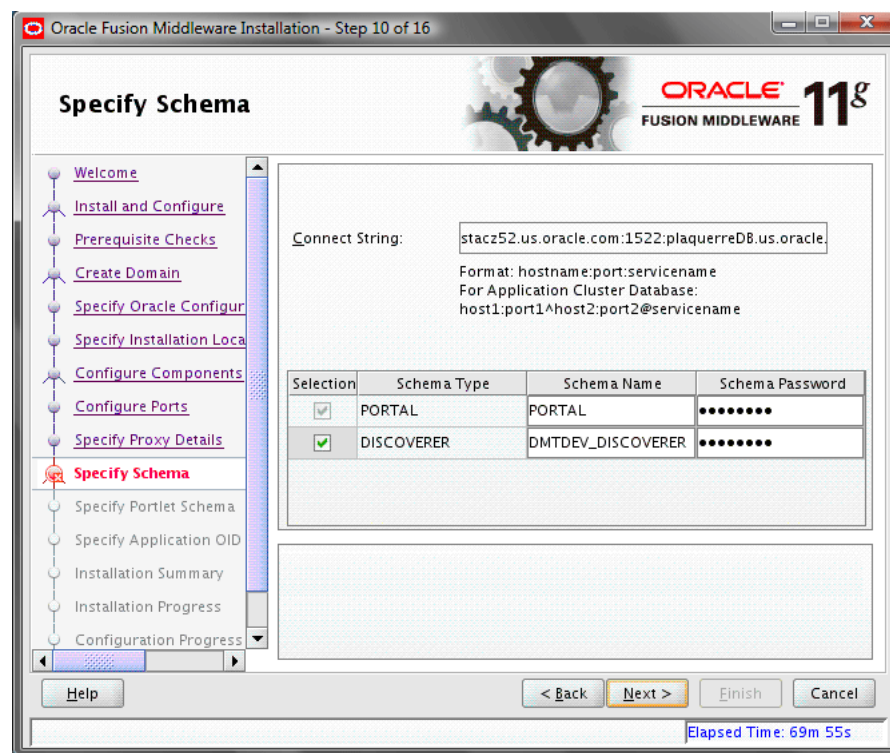 Oracle Fusion Middleware Installation - Step 10 of 16
Specify Schema
ORACLE
FUSION MIDDLEWARE
11g
Welcome
Install and Configure
Prerequisite Checks
Create Domain
Specify Oracle Configur
Specify Installation Loca
Configure Components
Configure Ports
Specify Proxy Details
Specify Schema
Specify Portlet Schema
Specify Application OID
Installation Summary
Installation Progress
Configuration Progress
Connect String: stacz52.us.oracle.com:1522:plaquerreDB.us.oracle.
Format: hostname:port:servicename
For Application Cluster Database:
host1:port1^host2:port2@servicename
Selection Schema Type Schema Name Schema Password
PORTAL PORTAL ••••••••
DISCOVERER DMTDEV_DISCOVERER ••••••••
Help < Back Next > Finish Cancel
Elapsed Time: 69m 55s